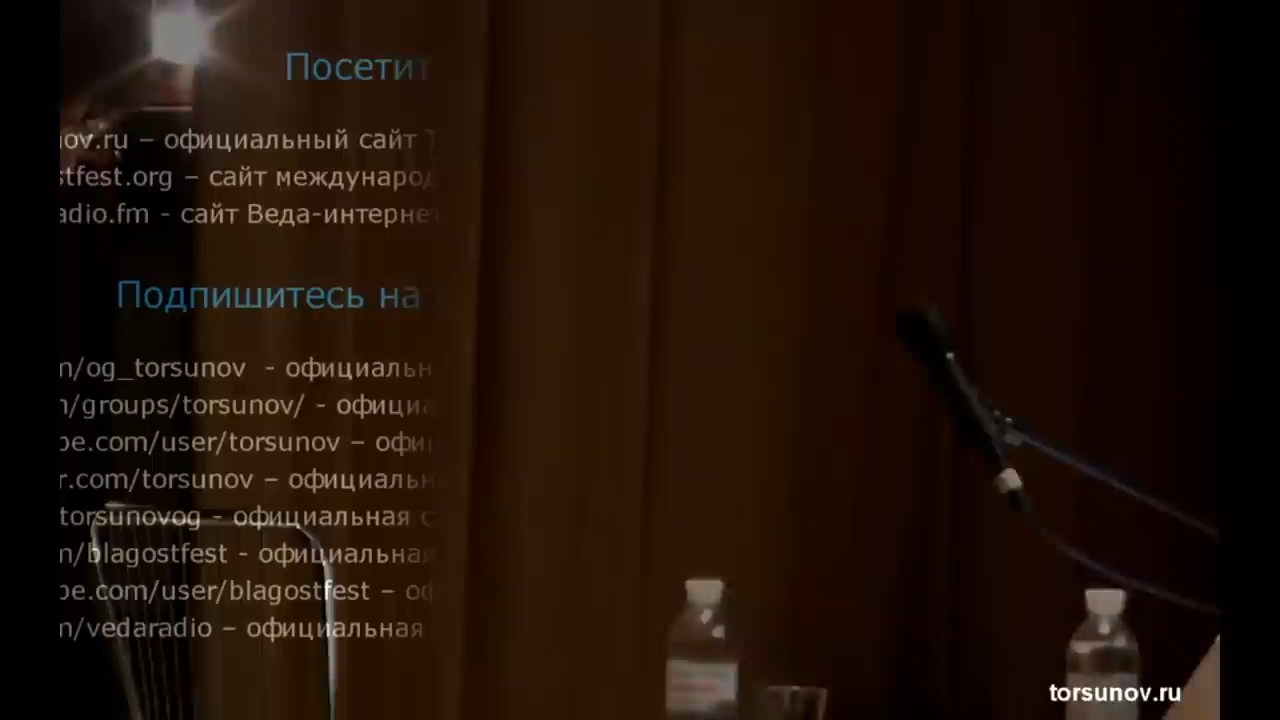 Посетит
ov.ru – официальный сайт
stfest.org – сайт международ
adio.fm - сайт Веда-интерне
Подпишитесь на
m/og_torsunov - официальн
m/groups/torsunov/ - официа
be.com/user/torsunov – офи
r.com/torsunov – официальн
torsunovog - официальная с
m/blagostfest - официальная
be.com/user/blagostfest – оф
m/vedaradio – официальная
torsunov.ru